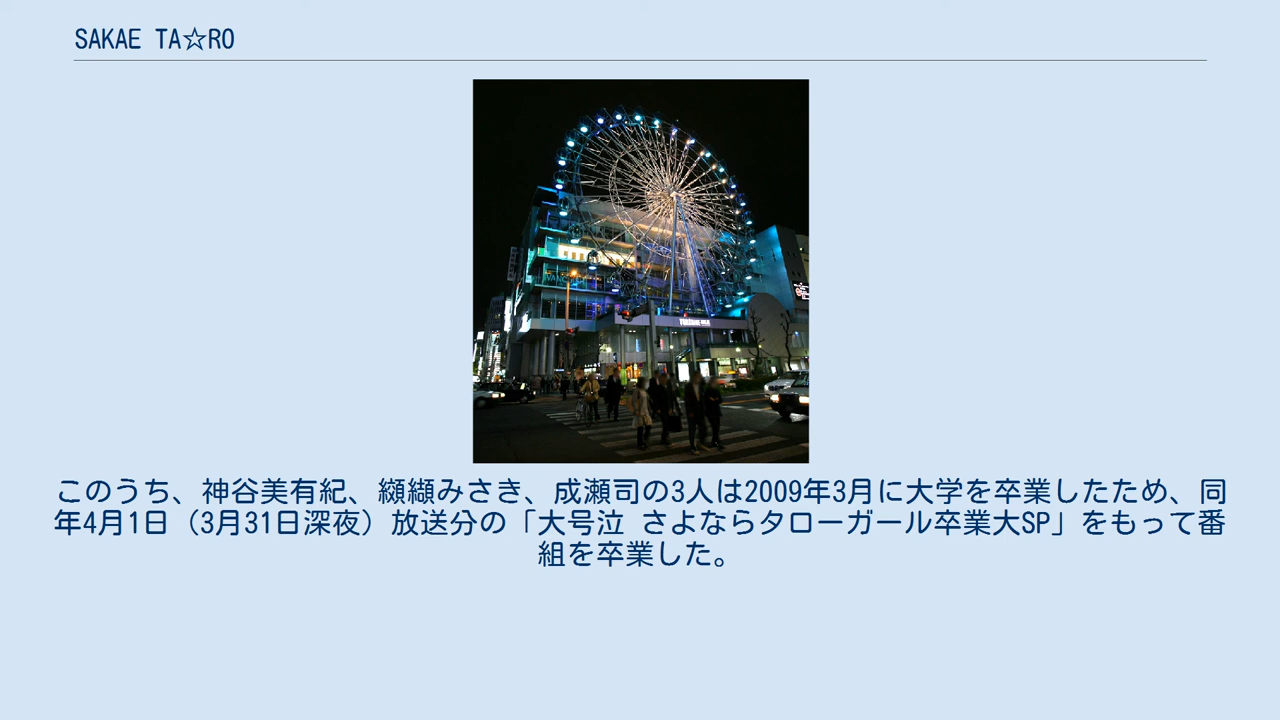 SAKAE TA☆RO
このうち、神谷美有紀、纐纈みさき、成瀬司の3人は2009年3月に大学を卒業したため、同
年4月1日（3月31日深夜）放送分の「大号泣 さよならタローガール卒業大SP」をもって番
組を卒業した。